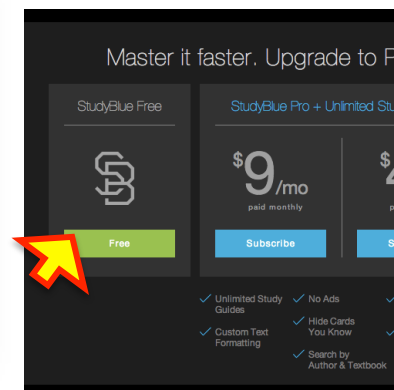 Master it faster. Upgrade to
StudyBlue Free
StudyBlue Pro + Unlimited
SB
$9/mo
$
paid monthly
Free
Subscribe
Unlimited Study Guides
No Ads
Custom Text Formatting
Hide Cards You Know
Search by Author & Textbook